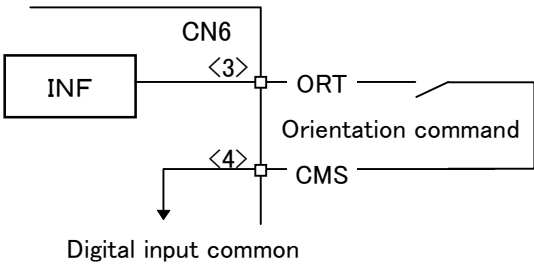 CN6
<3>
INF
ORT
Orientation command
<4>
CMS
Digital input common